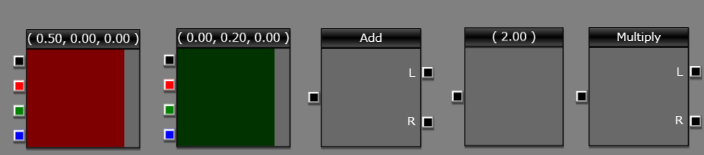 ( 0.50, 0.00, 0.00 )
( 0.00, 0.20, 0.00 )
Add
L
R
( 2.00 )
Multiply
L
R